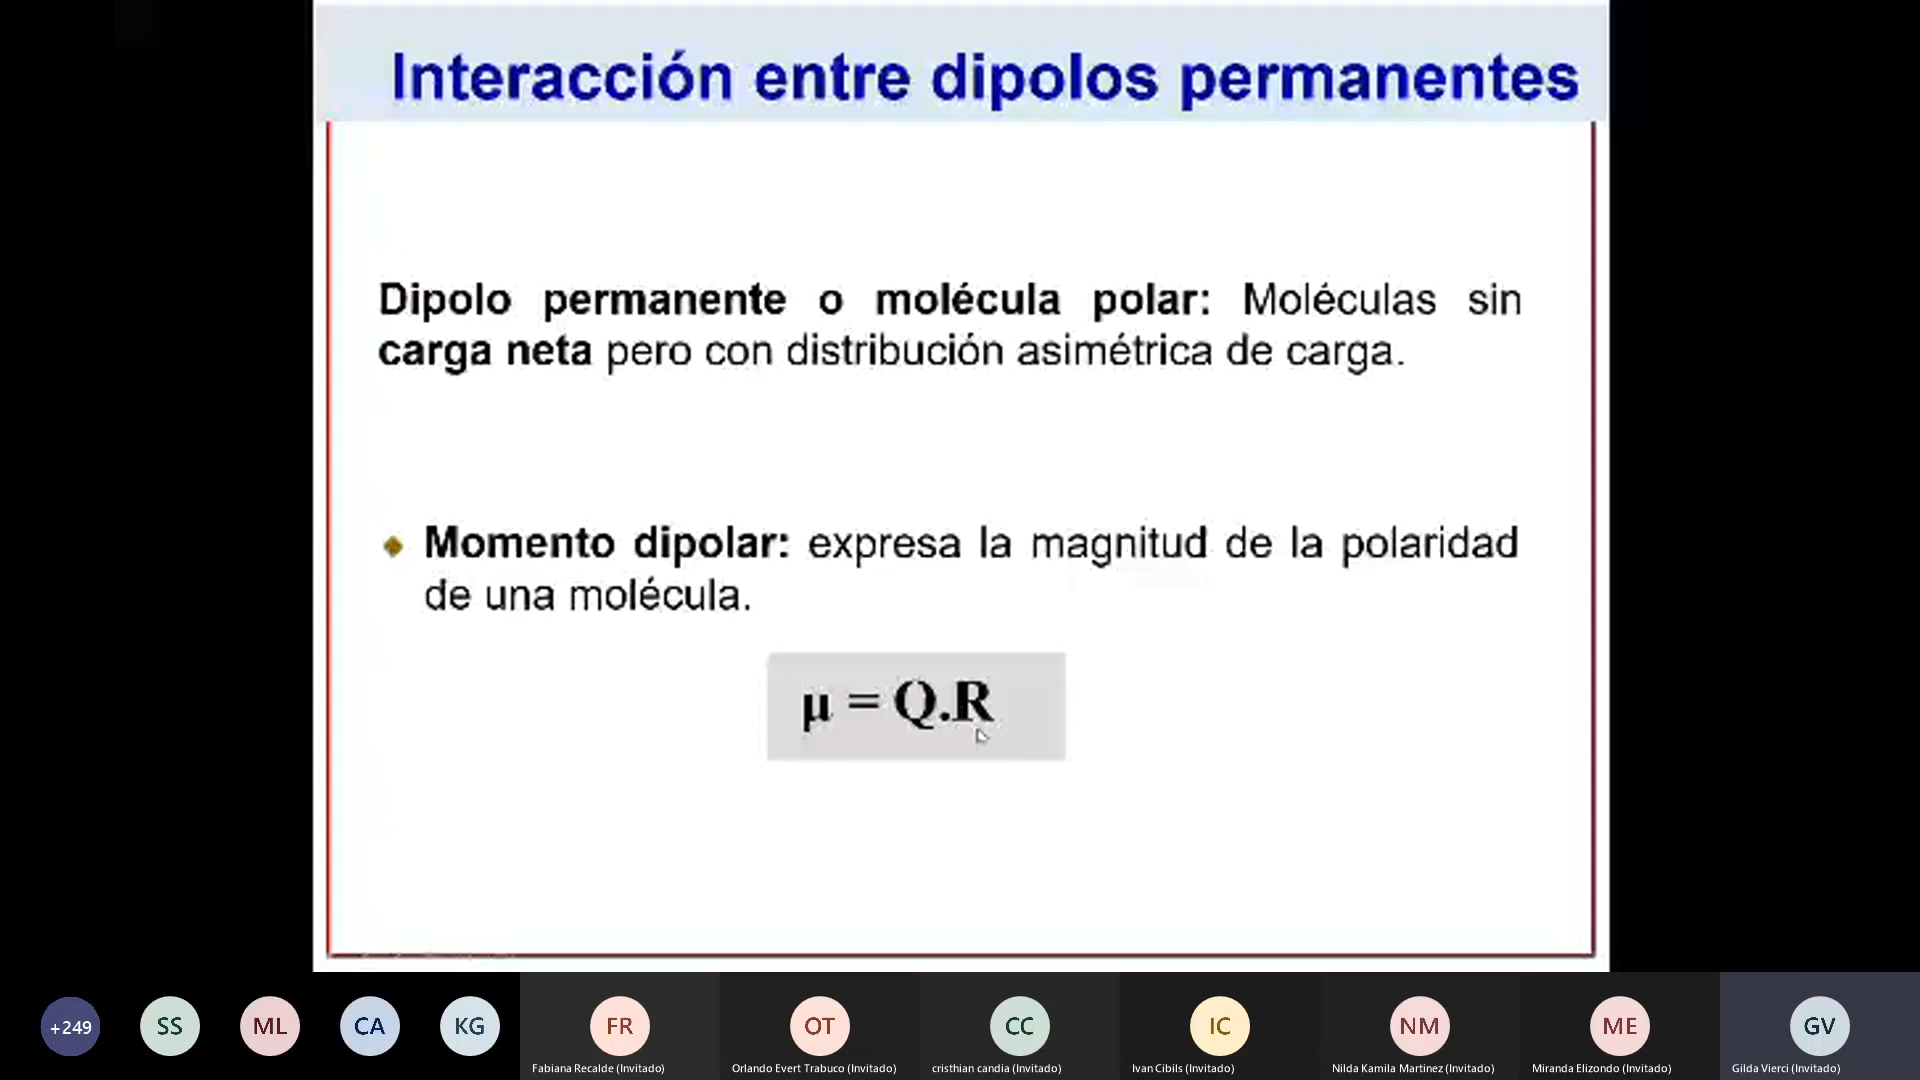 Interacción entre dipolos permanentes
Dipolo permanente o molécula polar: Moléculas sin
carga neta pero con distribución asimétrica de carga.
Momento dipolar: expresa la magnitud de la polaridad
de una molécula.
μ = Q.R
+249
SS
ML
CA
KG
FR
OT
CC
IC
NM
ME
GV
Fabiana Recalde (Invitado)
Orlando Evert Trabuco (Invitado)
cristhian candia (Invitado)
Ivan Cibils (Invitado)
Nilda Kamila Martinez (Invitado)
Miranda Elizondo (Invitado)
Gilda Vierci (Invitado)